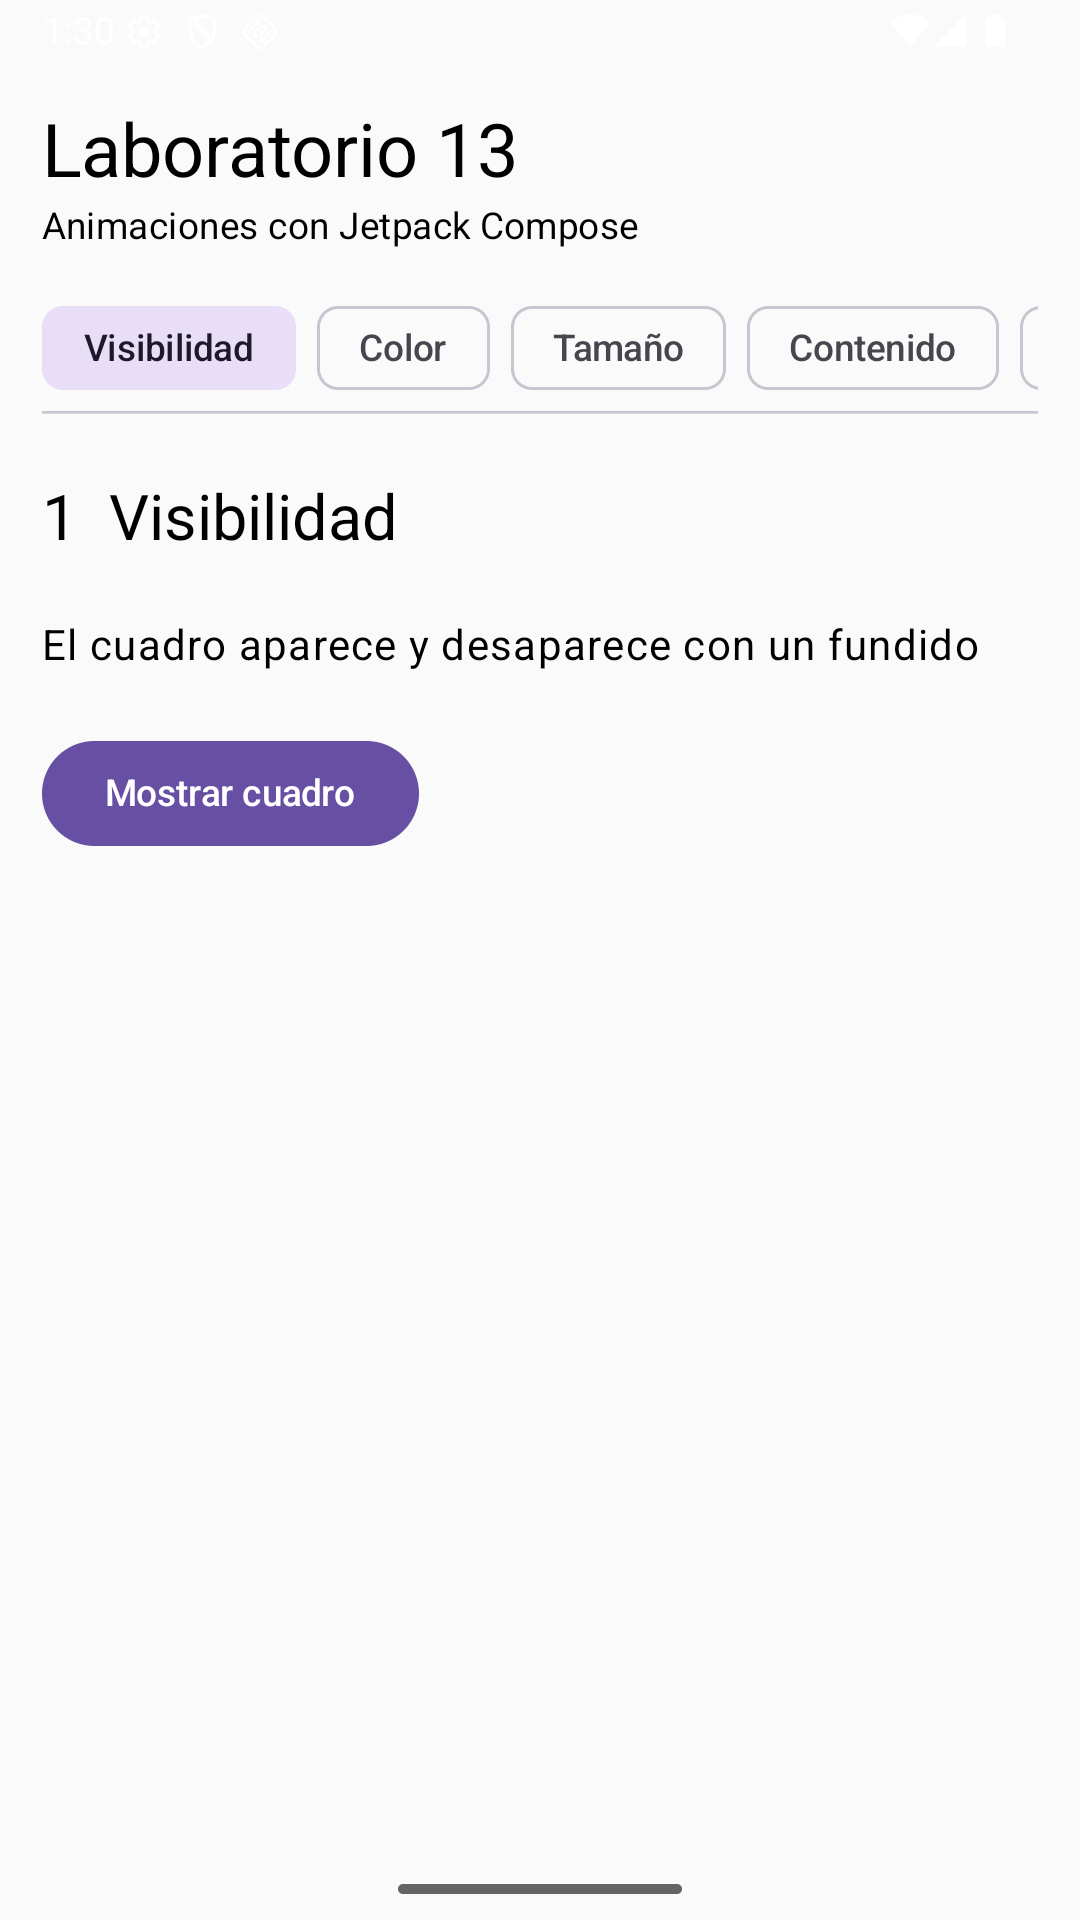 1:30
Laboratorio 13
Animaciones con Jetpack Compose
Visibilidad Color Tamaño Contenido
1 Visibilidad
El cuadro aparece y desaparece con un fundido
Mostrar cuadro